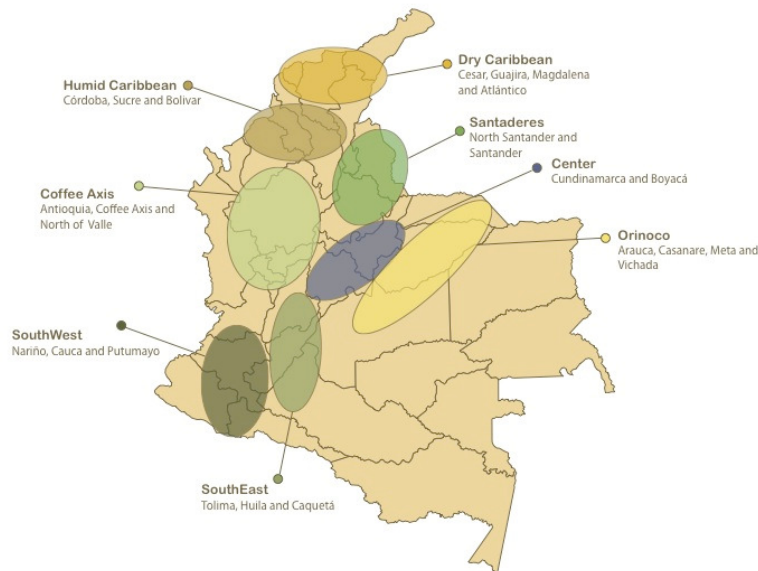 Dry Caribbean
Cesar, Guajira, Magdalena
and Atlántico
Humid Caribbean
Córdoba, Sucre and Bolivar
Santaderes
North Santander and
Santander
Center
Cundinamarca and Boyacá
Coffee Axis
Antioquia, Coffee Axis and
North of Valle
Orinoco
Arauca, Casanare, Meta and
Vichada
SouthWest
Nariño, Cauca and Putumayo
SouthEast
Tolima, Huila and Caquetá